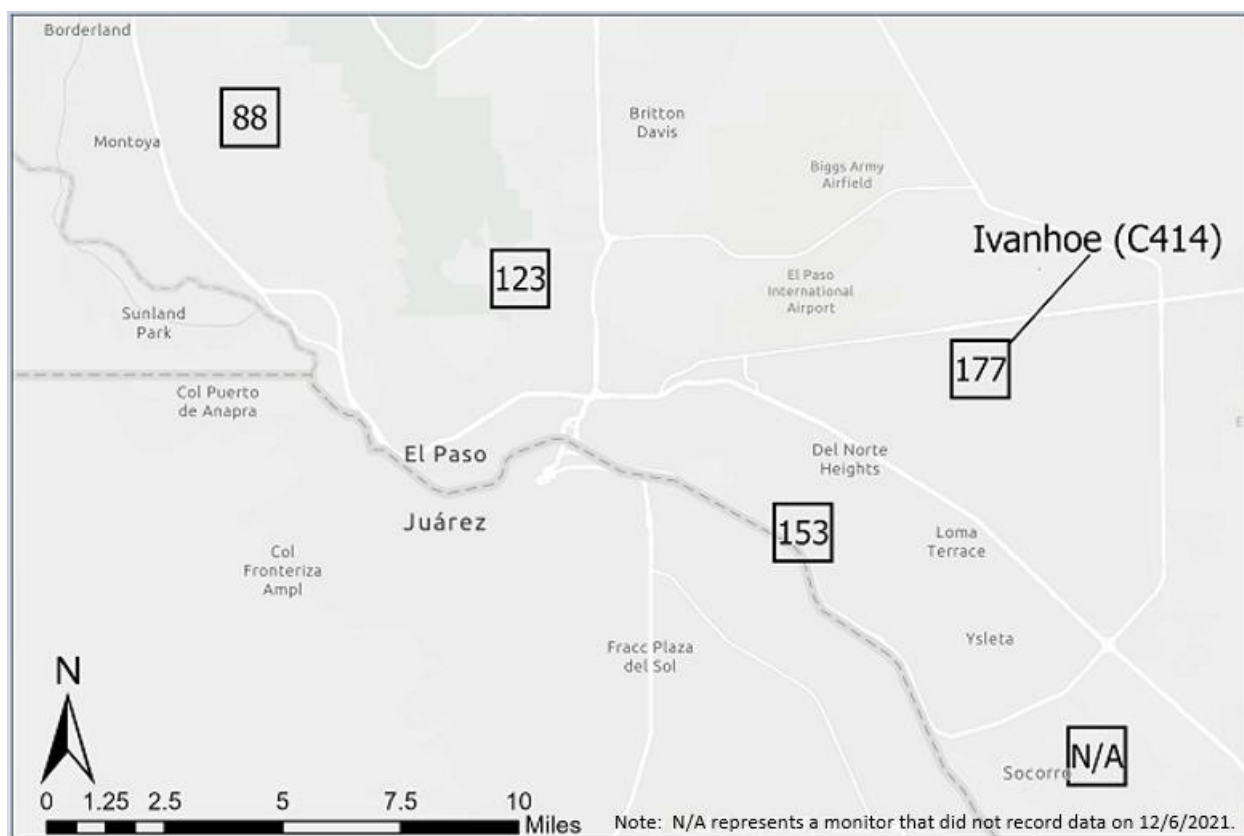 Borderland
88
Montoya
Britton
Davis
Biggs Army
Airfield
Ivanhoe (C414)
123
El Paso
International
Airport
Sunland
Park
177
Col Puerto
de Anapra
El Paso
Del Norte
Heights
Juárez
153
Loma
Terrace
Col
Fronteriza
Ampl
Ysleta
Fracc Plaza
del Sol
N
N/A
Socorro
0 1.25 2.5 5 7.5 10
Miles
Note: N/A represents a monitor that did not record data on 12/6/2021.